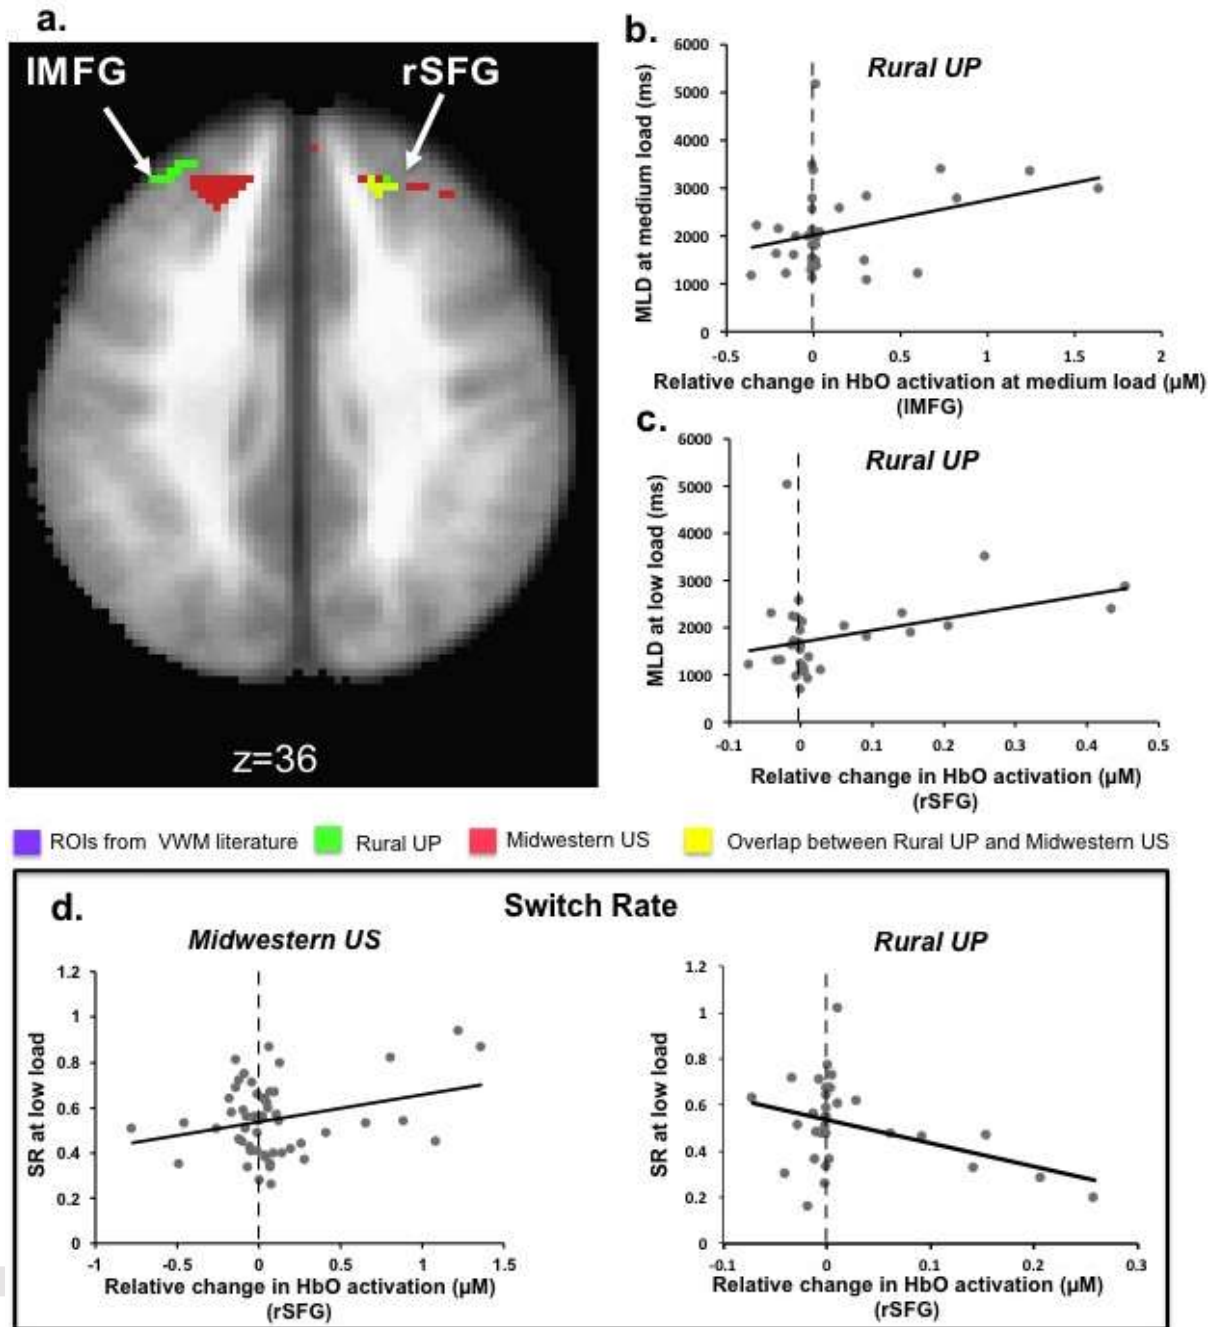 a.
lMFG
rSFG
z=36
b.
Rural UP
MLD at medium load (ms)
6000
5000
4000
3000
2000
1000
0
-0.5 0 0.5 1 1.5 2
Relative change in HbO activation at medium load (µM)
(lMFG)
c.
Rural UP
MLD at low load (ms)
6000
5000
4000
3000
2000
1000
0
-0.1 0 0.1 0.2 0.3 0.4 0.5
Relative change in HbO activation (µM)
(rSFG)
ROIs from VWM literature Rural UP Midwestern US Overlap between Rural UP and Midwestern US
d.
Switch Rate
Midwestern US
SR at low load
1.2
1
0.8
0.6
0.4
0.2
0
-1 -0.5 0 0.5 1 1.5
Relative change in HbO activation (µM)
(rSFG)
Rural UP
SR at low load
1.2
1
0.8
0.6
0.4
0.2
0
-0.1 0 0.1 0.2 0.3
Relative change in HbO activation (µM)
(rSFG)